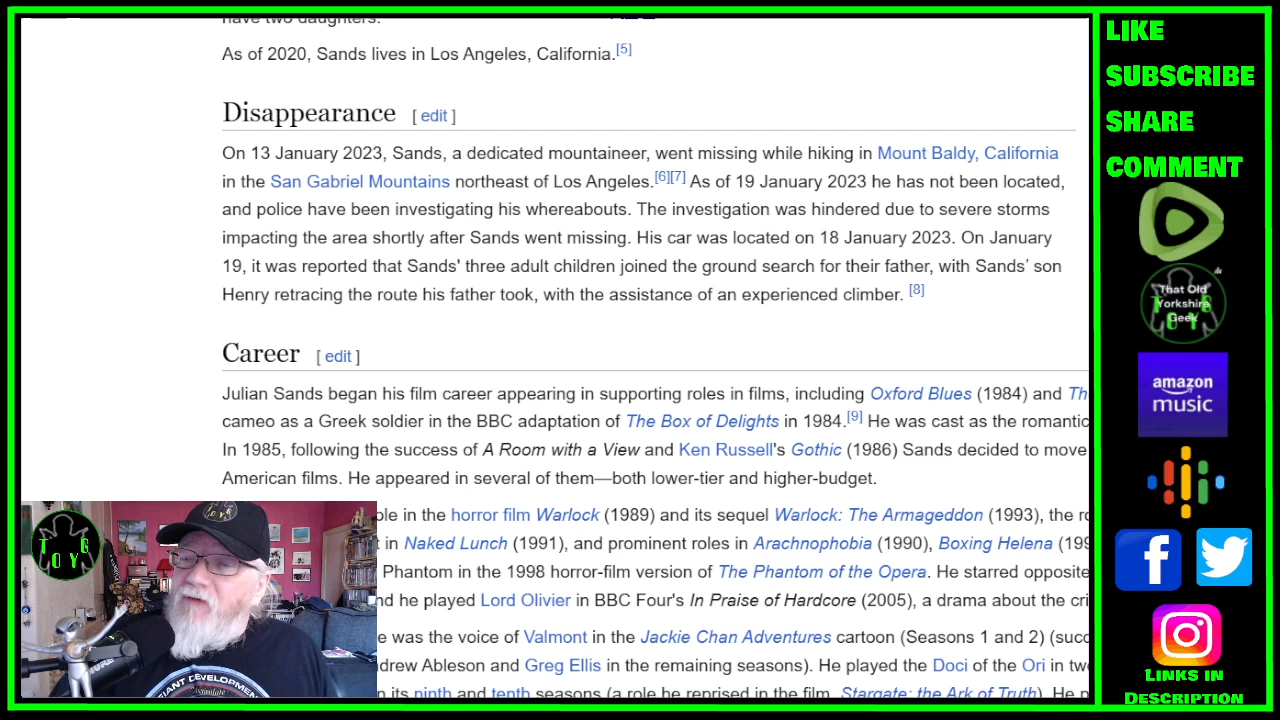 have two daughters.
As of 2020, Sands lives in Los Angeles, California.[5]
Disappearance [ edit ]
On 13 January 2023, Sands, a dedicated mountaineer, went missing while hiking in Mount Baldy, California
in the San Gabriel Mountains northeast of Los Angeles.[6][7] As of 19 January 2023 he has not been located,
and police have been investigating his whereabouts. The investigation was hindered due to severe storms
impacting the area shortly after Sands went missing. His car was located on 18 January 2023. On January
19, it was reported that Sands' three adult children joined the ground search for their father, with Sands’ son
Henry retracing the route his father took, with the assistance of an experienced climber. [8]
Career [ edit ]
Julian Sands began his film career appearing in supporting roles in films, including Oxford Blues (1984) and Th
cameo as a Greek soldier in the BBC adaptation of The Box of Delights in 1984.[9] He was cast as the romantic
In 1985, following the success of A Room with a View and Ken Russell's Gothic (1986) Sands decided to move
American films. He appeared in several of them—both lower-tier and higher-budget.
ole in the horror film Warlock (1989) and its sequel Warlock: The Armageddon (1993), the ro
t in Naked Lunch (1991), and prominent roles in Arachnophobia (1990), Boxing Helena (199
Phantom in the 1998 horror-film version of The Phantom of the Opera. He starred opposite
nd he played Lord Olivier in BBC Four's In Praise of Hardcore (2005), a drama about the cri
e was the voice of Valmont in the Jackie Chan Adventures cartoon (Seasons 1 and 2) (succ
drew Ableson and Greg Ellis in the remaining seasons). He played the Doci of the Ori in tw
n its ninth and tenth seasons (a role he reprised in the film, Stargate: the Ark of Truth). He p
LIKE
SUBSCRIBE
SHARE
COMMENT
That Old
Yorkshire
Geek
amazon
music
Links in
Description
TOYG